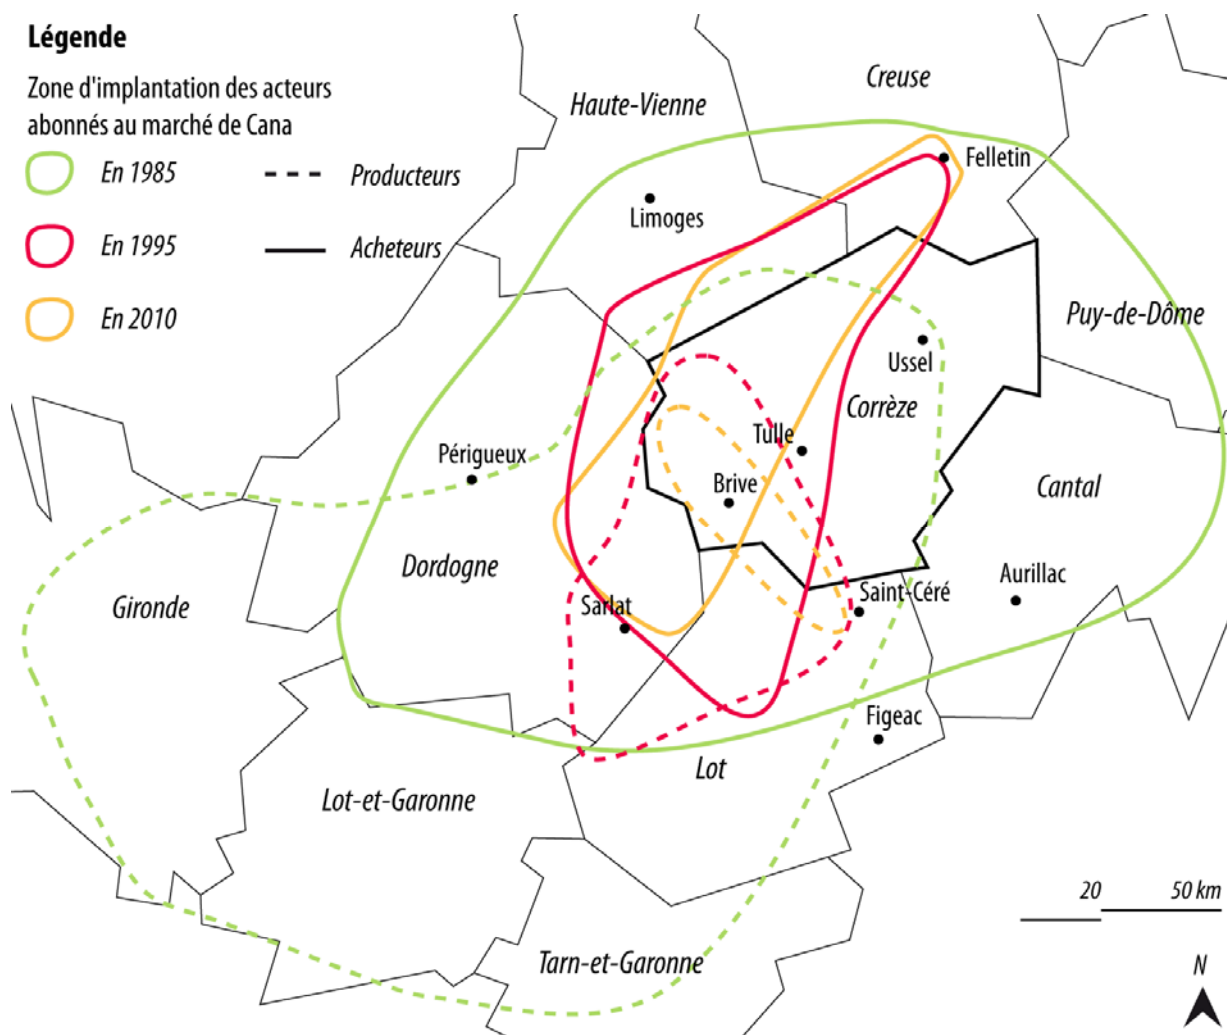 Légende
Zone d'implantation des acteurs
abonnés au marché de Cana
En 1985
Producteurs
En 1995
Acheteurs
En 2010
Creuse
Haute-Vienne
Felletin
Limoges
Puy-de-Dôme
Ussel
Corrèze
Tulle
Périgueux
Brive
Cantal
Dordogne
Aurillac
Saint-Céré
Gironde
Sarlat
Figeac
Lot
Lot-et-Garonne
20 50 km
Tarn-et-Garonne
N